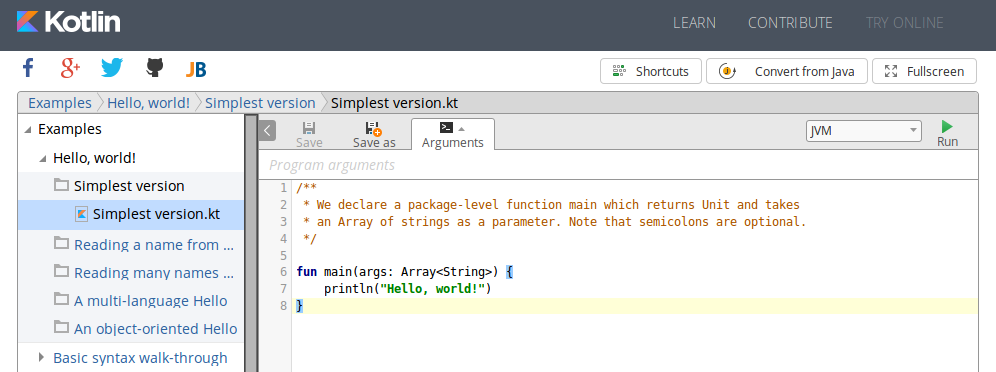 Kotlin LEARN CONTRIBUTE TRY ONLINE
f g+ JB Shortcuts Convert from Java Fullscreen
Examples Hello, world! Simplest version Simplest version.kt
Examples
Hello, world!
Simplest version
Simplest version.kt
Reading a name from ...
Reading many names ...
A multi-language Hello
An object-oriented Hello
Basic syntax walk-through
Save Save as Arguments JVM Run
Program arguments
1 /**
2 * We declare a package-level function main which returns Unit and takes
3 * an Array of strings as a parameter. Note that semicolons are optional.
4 */
5
6 fun main(args: Array<String>) {
7 println("Hello, world!")
8 }